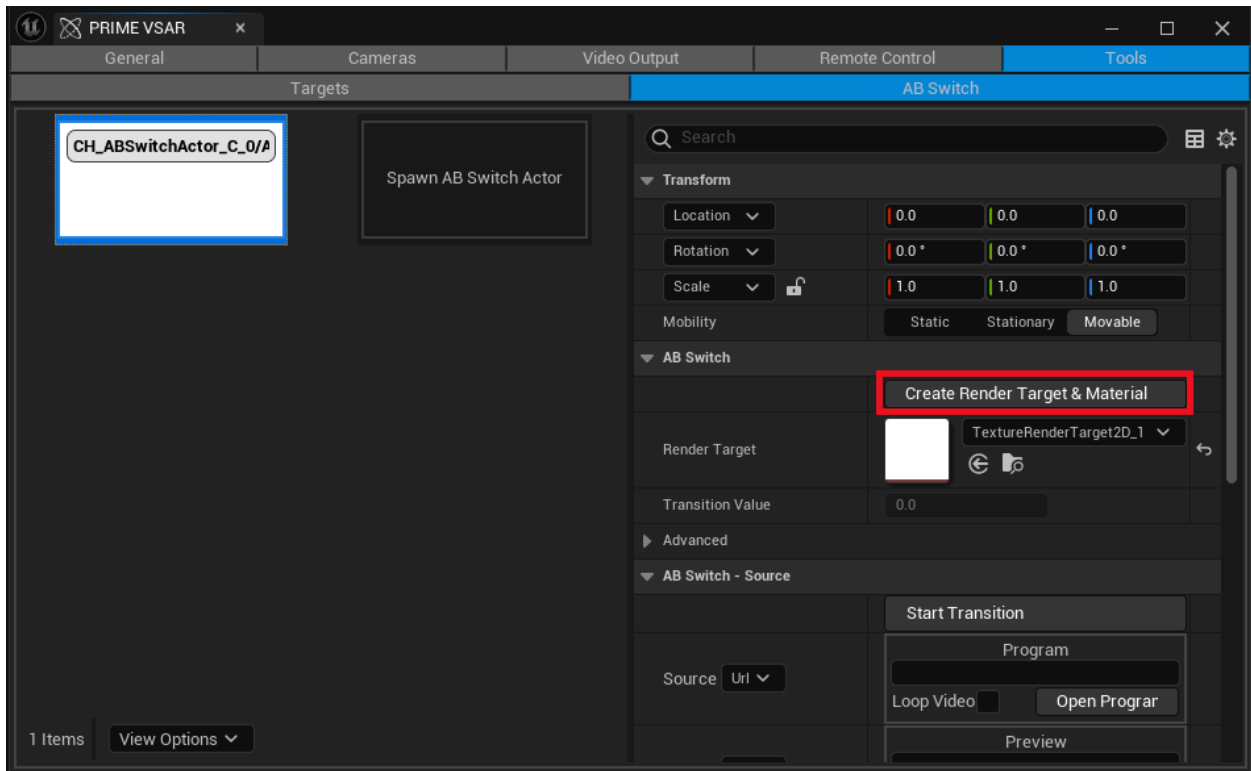 PRIME VSAR
General
Cameras
Video Output
Remote Control
Tools
Targets
AB Switch
CH_ABSwitchActor_C_0/A
Spawn AB Switch Actor
Search
Transform
Location
0.0
0.0
0.0
Rotation
0.0 °
0.0 °
0.0 °
Scale
1.0
1.0
1.0
Mobility
Static
Stationary
Movable
AB Switch
Create Render Target & Material
Render Target
TextureRenderTarget2D_1
Transition Value
0.0
Advanced
AB Switch - Source
Start Transition
Program
Source
Url
Loop Video
Open Prograr
Preview
1 Items
View Options